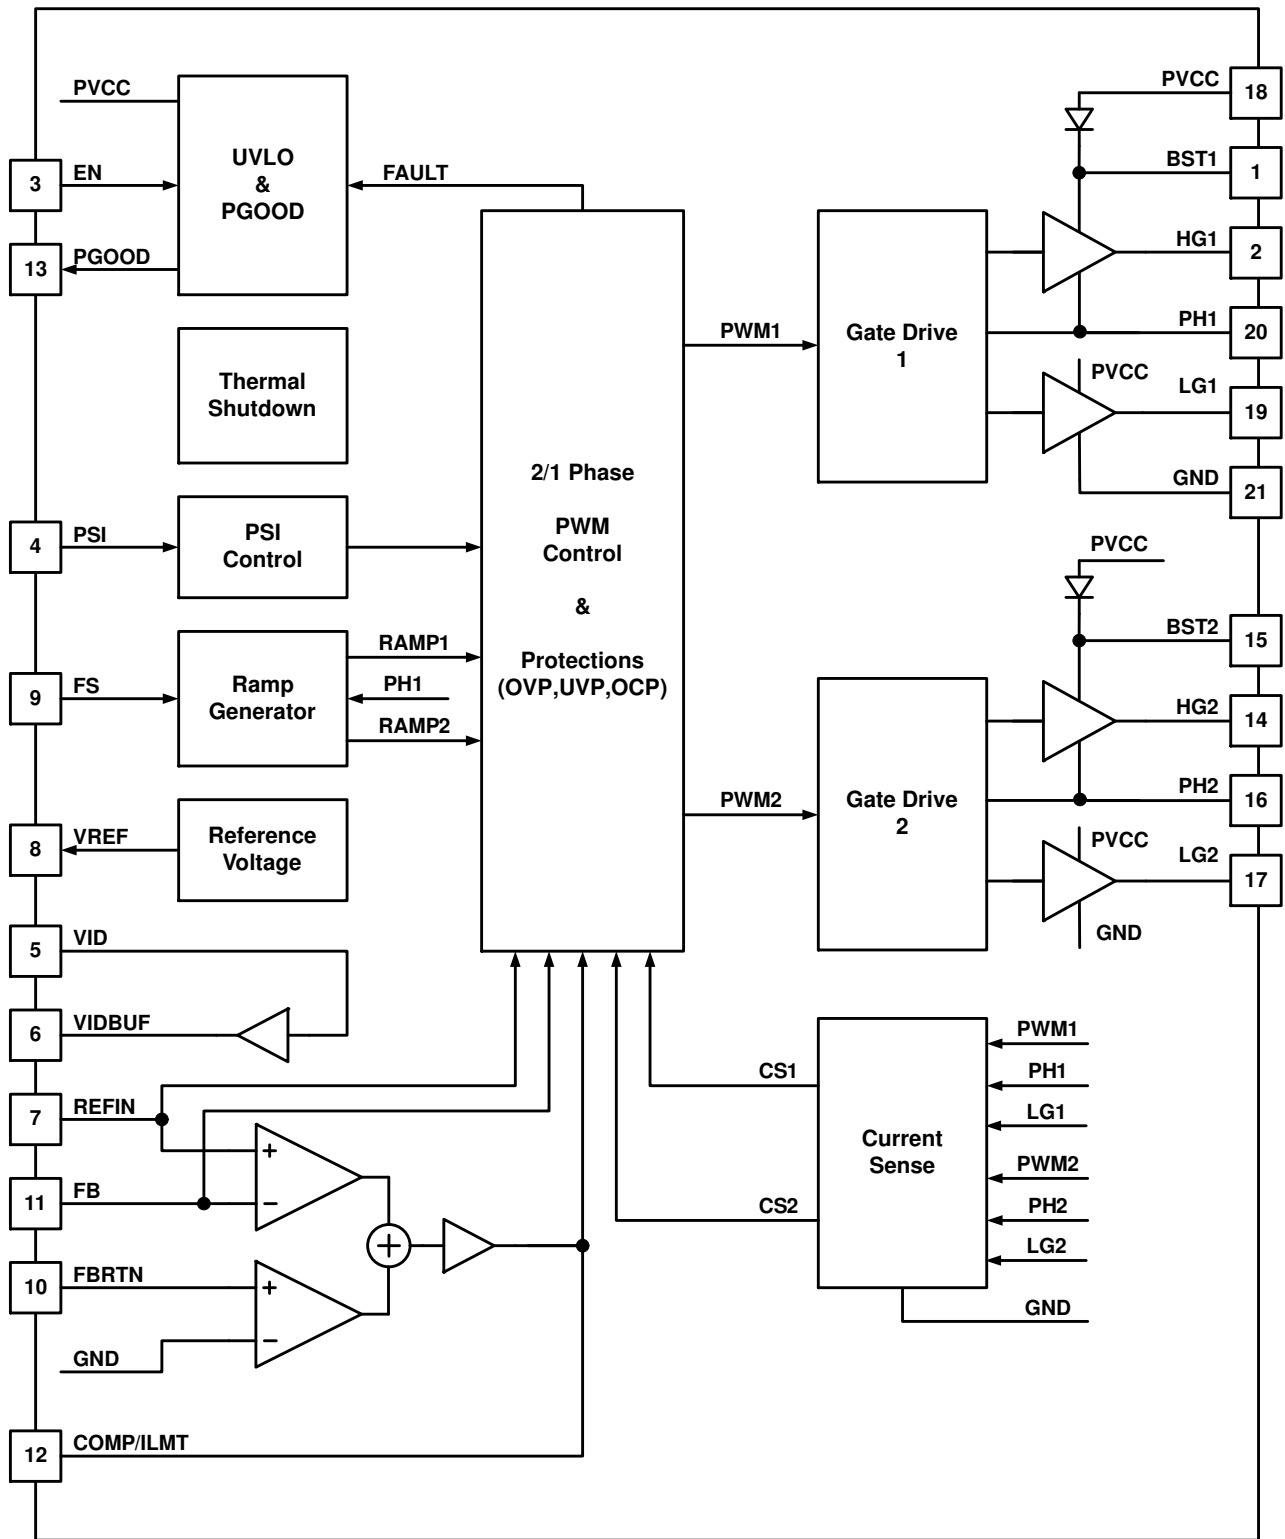 PVCC
3
EN
13
PGOOD
UVLO
&
PGOOD
FAULT
Thermal
Shutdown
4
PSI
PSI
Control
9
FS
Ramp
Generator
RAMP1
PH1
RAMP2
8
VREF
Reference
Voltage
5
VID
6
VIDBUF
7
REFIN
11
FB
10
FBRTN
GND
12
COMP/ILMT
+
−
+
−
+
2/1 Phase
PWM
Control
&
Protections
(OVP,UVP,OCP)
PWM1
PWM2
Gate Drive
1
PVCC
18
BST1
1
HG1
2
PH1
20
PVCC
LG1
19
GND
21
Gate Drive
2
PVCC
BST2
15
HG2
14
PH2
16
PVCC
LG2
17
GND
CS1
CS2
Current
Sense
PWM1
PH1
LG1
PWM2
PH2
LG2
GND